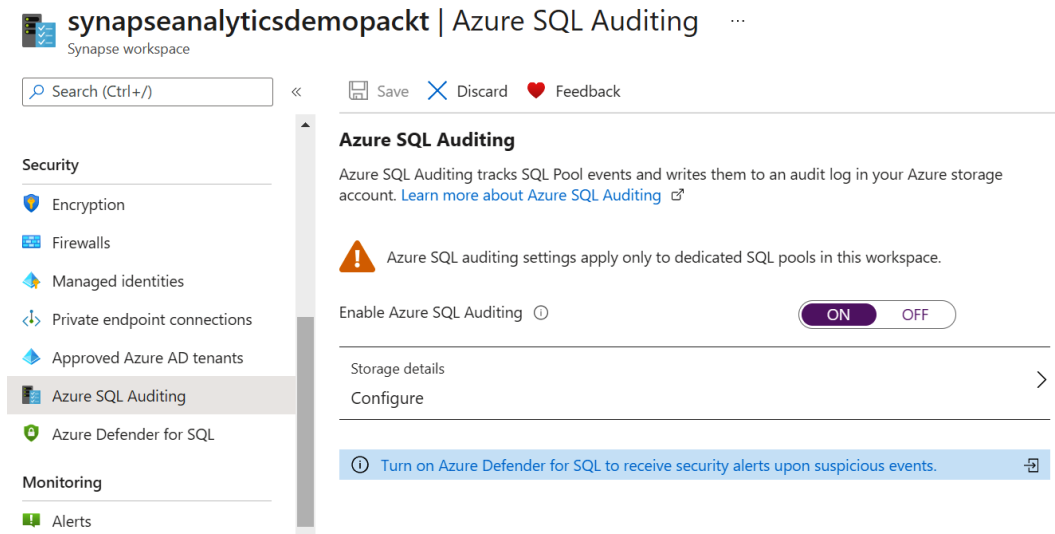 synapseanalyticsdemopackt | Azure SQL Auditing ...
Synapse workspace
Search (Ctrl+/)
«
Save Discard Feedback
Security
Encryption
Firewalls
Managed identities
Private endpoint connections
Approved Azure AD tenants
Azure SQL Auditing
Azure Defender for SQL
Monitoring
Alerts
Azure SQL Auditing
Azure SQL Auditing tracks SQL Pool events and writes them to an audit log in your Azure storage
account. Learn more about Azure SQL Auditing
Azure SQL auditing settings apply only to dedicated SQL pools in this workspace.
Enable Azure SQL Auditing
ON OFF
Storage details
Configure
Turn on Azure Defender for SQL to receive security alerts upon suspicious events.